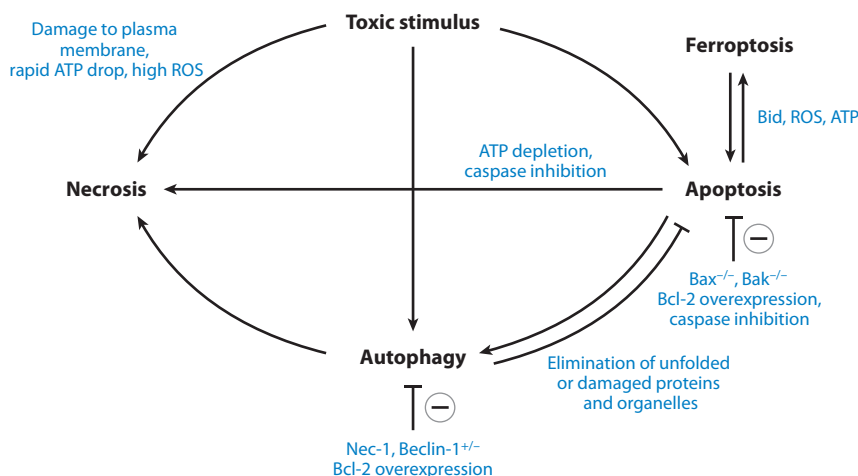 Toxic stimulus
Damage to plasma
membrane,
rapid ATP drop, high ROS
Ferroptosis
Bid, ROS, ATP
ATP depletion,
caspase inhibition
Necrosis
Apoptosis
Bax⁻/⁻, Bak⁻/⁻
Bcl-2 overexpression,
caspase inhibition
Autophagy
Elimination of unfolded
or damaged proteins
and organelles
Nec-1, Beclin-1⁺/⁻
Bcl-2 overexpression